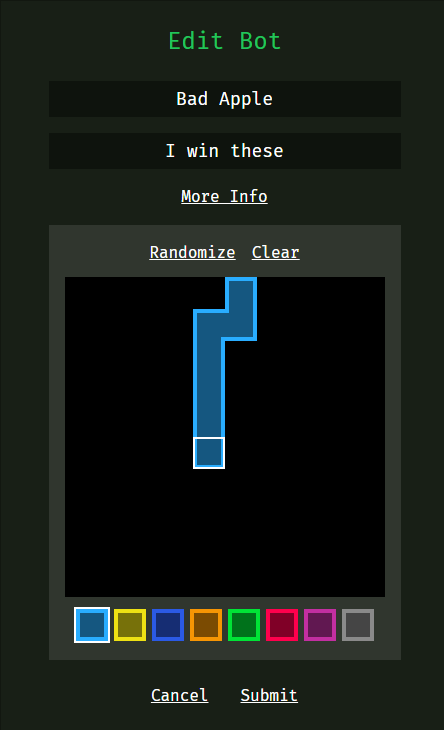 Edit Bot
Bad Apple
I win these
More Info
Randomize Clear
Cancel Submit